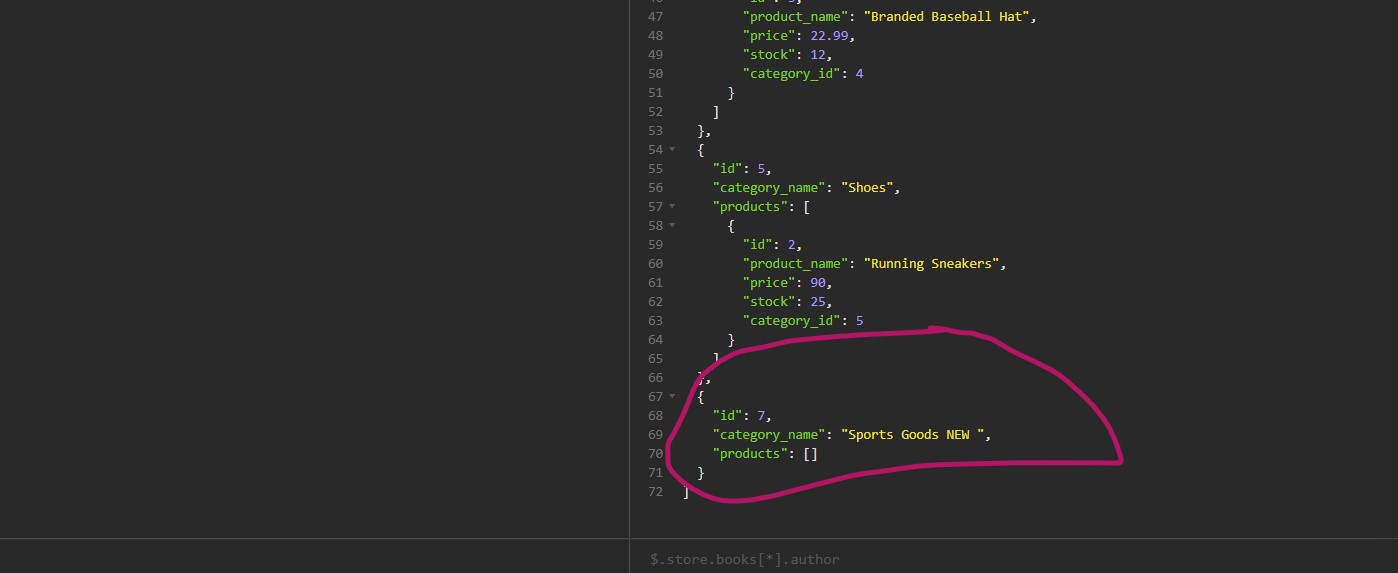 47 "product_name": "Branded Baseball Hat",
48 "price": 22.99,
49 "stock": 12,
50 "category_id": 4
51 }
52 ]
53 },
54 {
55 "id": 5,
56 "category_name": "Shoes",
57 "products": [
58 {
59 "id": 2,
60 "product_name": "Running Sneakers",
61 "price": 90,
62 "stock": 25,
63 "category_id": 5
64 }
65 ]
66 },
67 {
68 "id": 7,
69 "category_name": "Sports Goods NEW ",
70 "products": []
71 }
72 ]
$.store.books[*].author